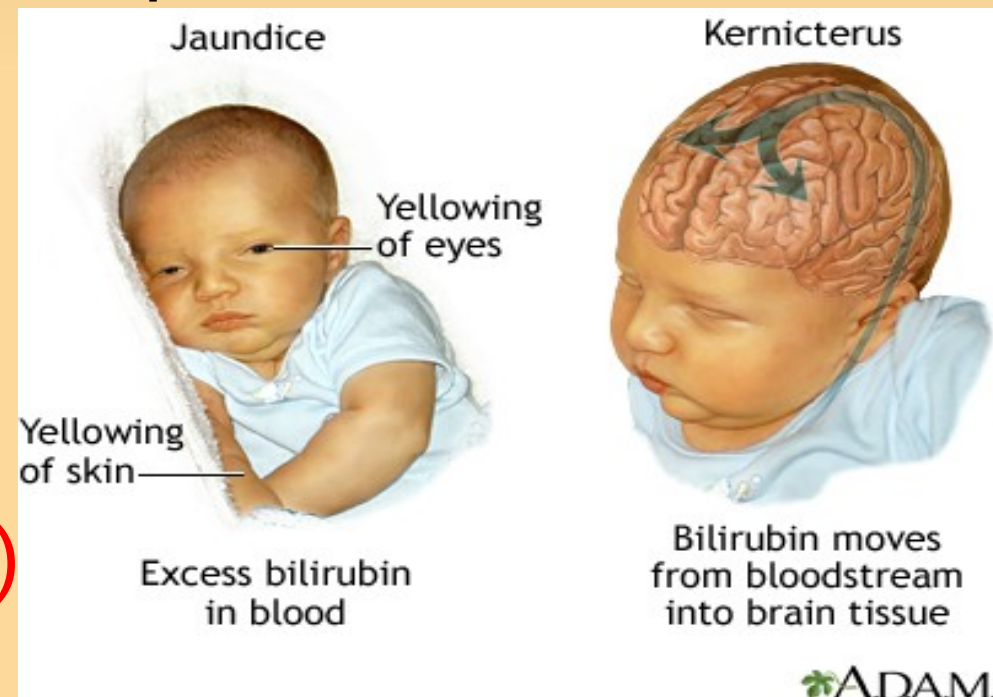 Jaundice
Yellowing
of eyes
Yellowing
of skin
Excess bilirubin
in blood
Kernicterus
Bilirubin moves
from bloodstream
into brain tissue
ADAM